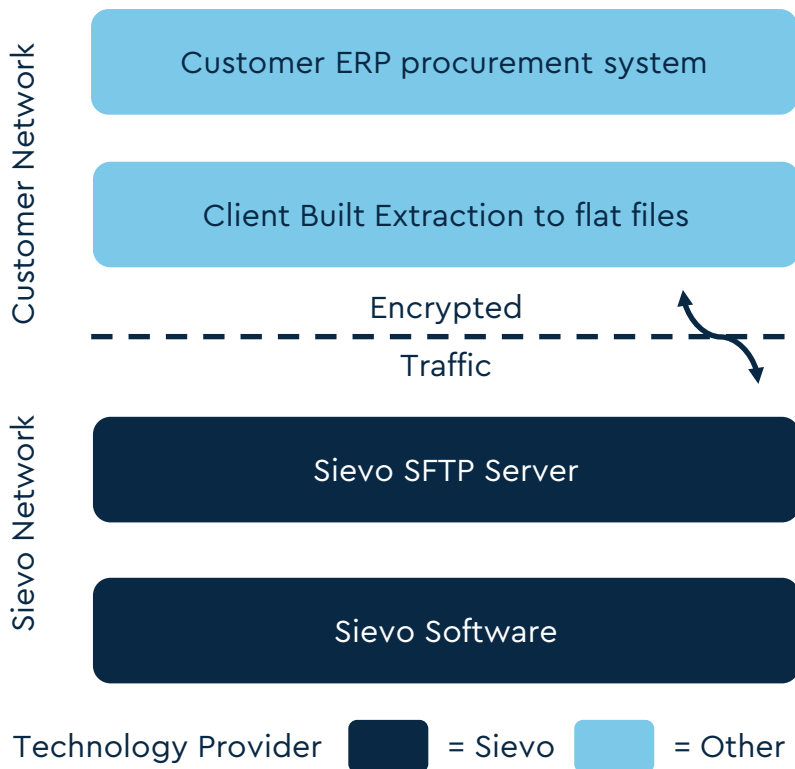 Customer Network
Customer ERP procurement system
Client Built Extraction to flat files
Encrypted
Traffic
Sievo Network
Sievo SFTP Server
Sievo Software
Technology Provider = Sievo = Other